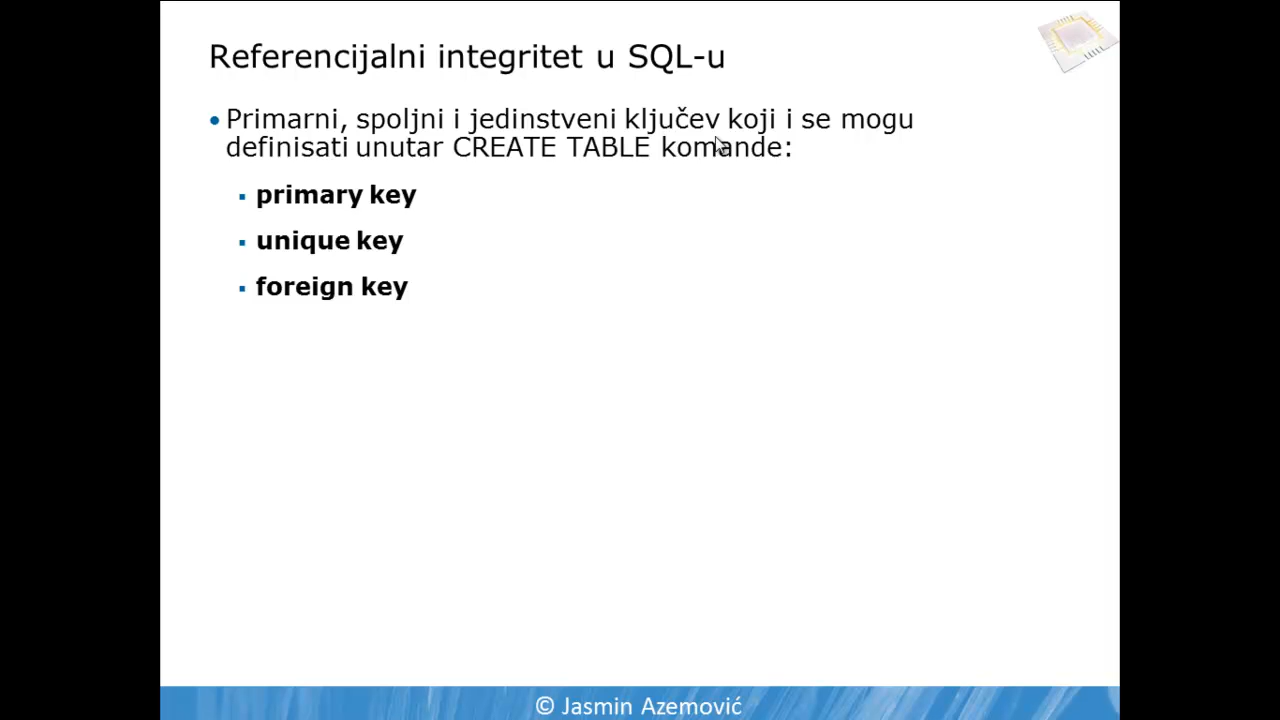 Referencijalni integritet u SQL-u
• Primarni, spoljni i jedinstveni ključev koji i se mogu
definisati unutar CREATE TABLE komande:
▪ primary key
▪ unique key
▪ foreign key
© Jasmin Azemović